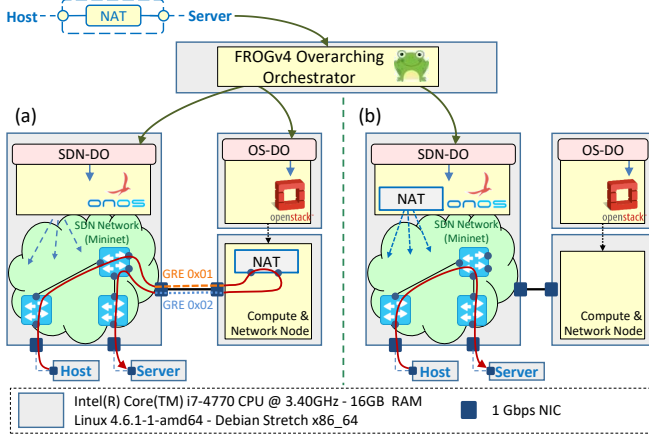 Host
NAT
Server
FROGv4 Overarching
Orchestrator
(a)
SDN-DO
ONOS
SDN Network
(Mininet)
OS-DO
openstack
NAT
GRE 0x01
GRE 0x02
Compute &
Network Node
Host
Server
(b)
SDN-DO
NAT
ONOS
SDN Network
(Mininet)
OS-DO
openstack
Compute &
Network Node
Host
Server
Intel(R) Core(TM) i7-4770 CPU @ 3.40GHz - 16GB RAM
Linux 4.6.1-1-amd64 - Debian Stretch x86_64
1 Gbps NIC